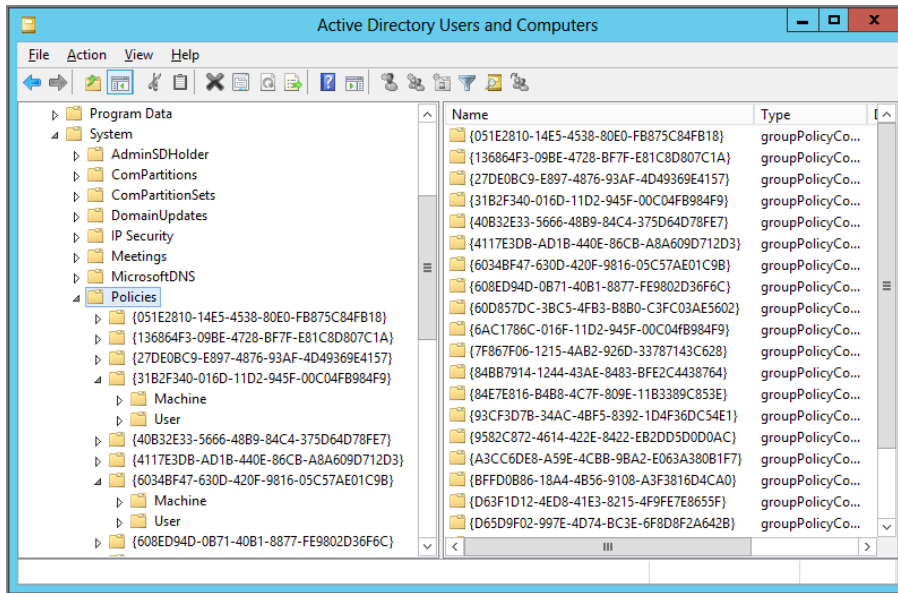 Active Directory Users and Computers
File Action View Help
Program Data
System
AdminSDHolder
ComPartitions
ComPartitionSets
DomainUpdates
IP Security
Meetings
MicrosoftDNS
Policies
{051E2810-14E5-4538-80E0-FB875C84FB18}
{136864F3-09BE-4728-BF7F-E81C8D807C1A}
{27DE0BC9-E897-4876-93AF-4D49369E4157}
{31B2F340-016D-11D2-945F-00C04FB984F9}
Machine
User
{40B32E33-5666-48B9-84C4-375D64D78FE7}
{4117E3DB-AD1B-440E-86CB-A8A609D712D3}
{6034BF47-630D-420F-9816-05C57AE01C9B}
Machine
User
{608ED94D-0B71-40B1-8877-FE9802D36F6C}
Name Type
{051E2810-14E5-4538-80E0-FB875C84FB18} groupPolicyCo...
{136864F3-09BE-4728-BF7F-E81C8D807C1A} groupPolicyCo...
{27DE0BC9-E897-4876-93AF-4D49369E4157} groupPolicyCo...
{31B2F340-016D-11D2-945F-00C04FB984F9} groupPolicyCo...
{40B32E33-5666-48B9-84C4-375D64D78FE7} groupPolicyCo...
{4117E3DB-AD1B-440E-86CB-A8A609D712D3} groupPolicyCo...
{6034BF47-630D-420F-9816-05C57AE01C9B} groupPolicyCo...
{608ED94D-0B71-40B1-8877-FE9802D36F6C} groupPolicyCo...
{60D857DC-3BC5-4FB3-B8B0-C3FC03AE5602} groupPolicyCo...
{6AC1786C-016F-11D2-945F-00C04fB984F9} groupPolicyCo...
{7F867F06-1215-4AB2-926D-33787143C628} groupPolicyCo...
{84BB7914-1244-43AE-8483-BFE2C4438764} groupPolicyCo...
{84E7E816-B4B8-4C7F-809E-11B3389C853E} groupPolicyCo...
{93CF3D7B-34AC-4BF5-8392-1D4F36DC54E1} groupPolicyCo...
{9582C872-4614-422E-8422-EB2DD5D0D0AC} groupPolicyCo...
{A3CC6DE8-A59E-4CBB-9BA2-E063A380B1F7} groupPolicyCo...
{BFFD0B86-18A4-4B56-9108-A3F3816D4CA0} groupPolicyCo...
{D63F1D12-4ED8-41E3-8215-4F9FE7E8655F} groupPolicyCo...
{D65D9F02-997E-4D74-BC3E-6F8D8F2A642B} groupPolicyCo...